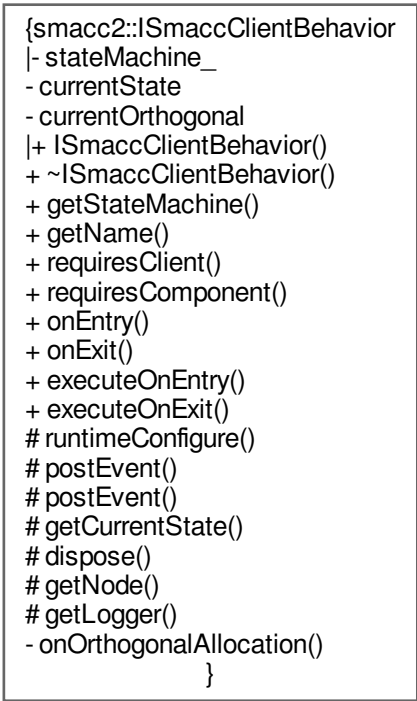 {smacc2::ISmaccClientBehavior
|- stateMachine_
- currentState
- currentOrthogonal
|+ ISmaccClientBehavior()
+ ~ISmaccClientBehavior()
+ getStateMachine()
+ getName()
+ requiresClient()
+ requiresComponent()
+ onEntry()
+ onExit()
+ executeOnEntry()
+ executeOnExit()
# runtimeConfigure()
# postEvent()
# postEvent()
# getCurrentState()
# dispose()
# getNode()
# getLogger()
- onOrthogonalAllocation()
}